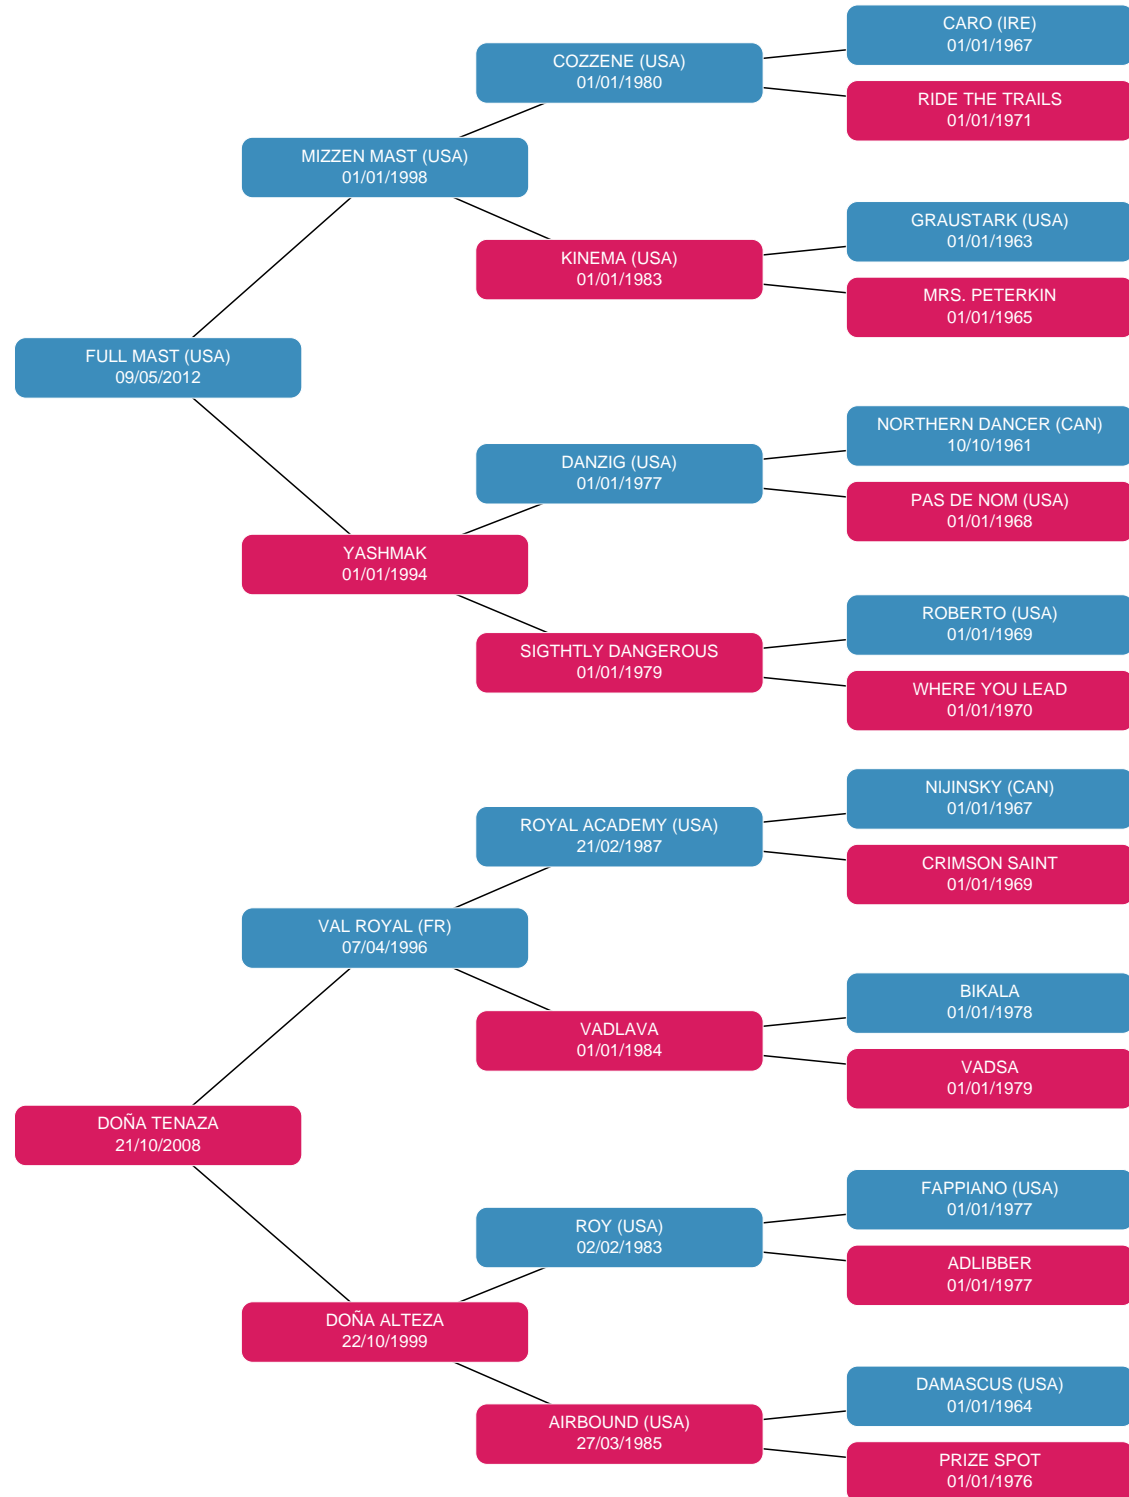 CARO (IRE)
01/01/1967
COZZENE (USA)
01/01/1980
RIDE THE TRAILS
01/01/1971
MIZZEN MAST (USA)
01/01/1998
GRAUSTARK (USA)
01/01/1963
KINEMA (USA)
01/01/1983
MRS. PETERKIN
01/01/1965
FULL MAST (USA)
09/05/2012
NORTHERN DANCER (CAN)
10/10/1961
DANZIG (USA)
01/01/1977
PAS DE NOM (USA)
01/01/1968
YASHMAK
01/01/1994
ROBERTO (USA)
01/01/1969
SIGTHTLY DANGEROUS
01/01/1979
WHERE YOU LEAD
01/01/1970
NIJINSKY (CAN)
01/01/1967
ROYAL ACADEMY (USA)
21/02/1987
CRIMSON SAINT
01/01/1969
VAL ROYAL (FR)
07/04/1996
BIKALA
01/01/1978
VADLAVA
01/01/1984
VADSA
01/01/1979
DOÑA TENAZA
21/10/2008
FAPPIANO (USA)
01/01/1977
ROY (USA)
02/02/1983
ADLIBBER
01/01/1977
DOÑA ALTEZA
22/10/1999
DAMASCUS (USA)
01/01/1964
AIRBOUND (USA)
27/03/1985
PRIZE SPOT
01/01/1976